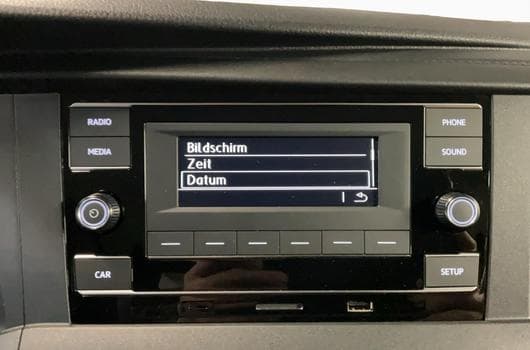 RADIO
PHONE
MEDIA
SOUND
Bildschirm
Zeit
Datum
CAR
SETUP